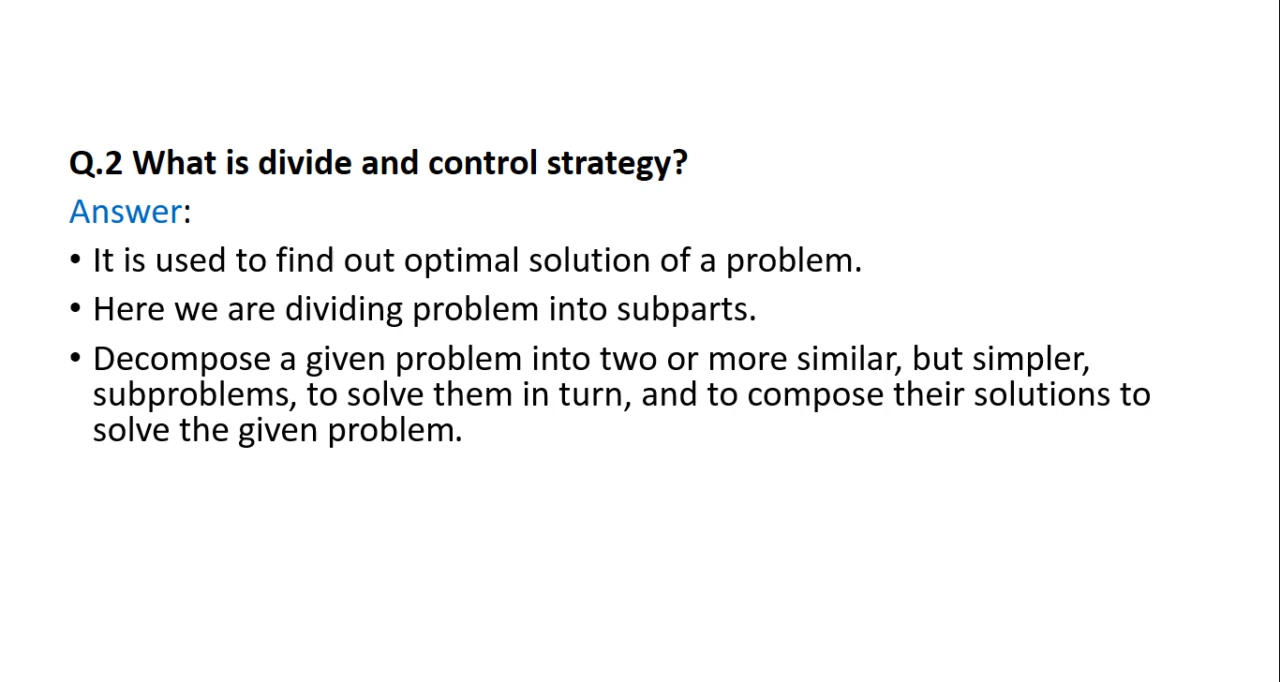 Q.2 What is divide and control strategy?
Answer:
• It is used to find out optimal solution of a problem.
• Here we are dividing problem into subparts.
• Decompose a given problem into two or more similar, but simpler,
subproblems, to solve them in turn, and to compose their solutions to
solve the given problem.